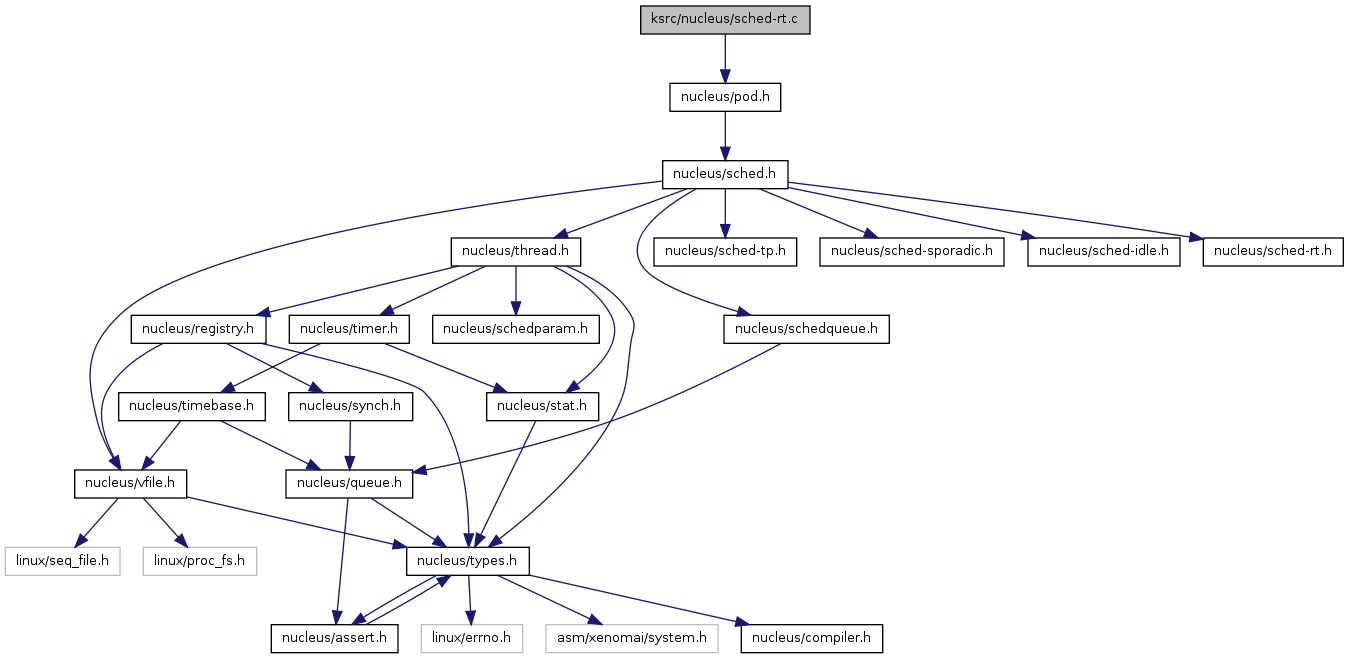 ksrc/nucleus/sched-rt.c
nucleus/pod.h
nucleus/sched.h
nucleus/thread.h
nucleus/sched-tp.h
nucleus/sched-sporadic.h
nucleus/sched-idle.h
nucleus/sched-rt.h
nucleus/registry.h
nucleus/timer.h
nucleus/schedparam.h
nucleus/schedqueue.h
nucleus/timebase.h
nucleus/synch.h
nucleus/stat.h
nucleus/vfile.h
nucleus/queue.h
linux/seq_file.h
linux/proc_fs.h
nucleus/types.h
nucleus/assert.h
linux/errno.h
asm/xenomai/system.h
nucleus/compiler.h